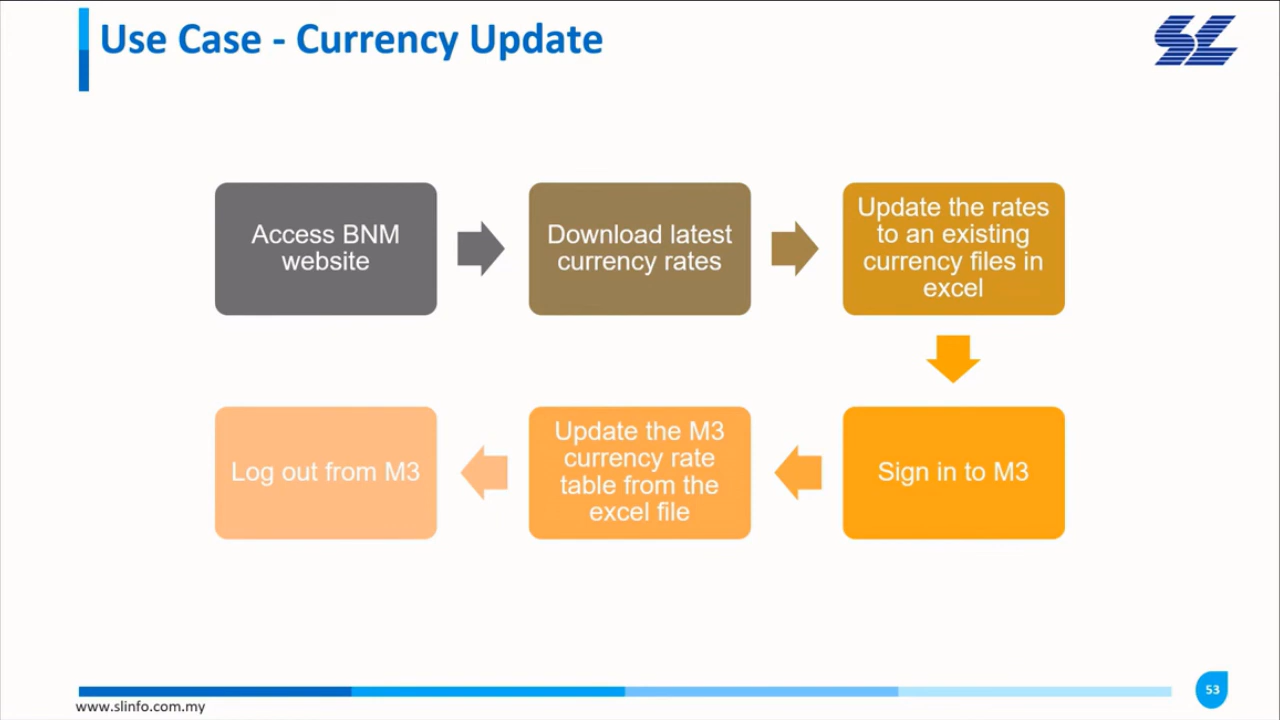 Use Case - Currency Update
SL
Access BNM
website
Download latest
currency rates
Update the rates
to an existing
currency files in
excel
Sign in to M3
Update the M3
currency rate
table from the
excel file
Log out from M3
www.slinfo.com.my
53